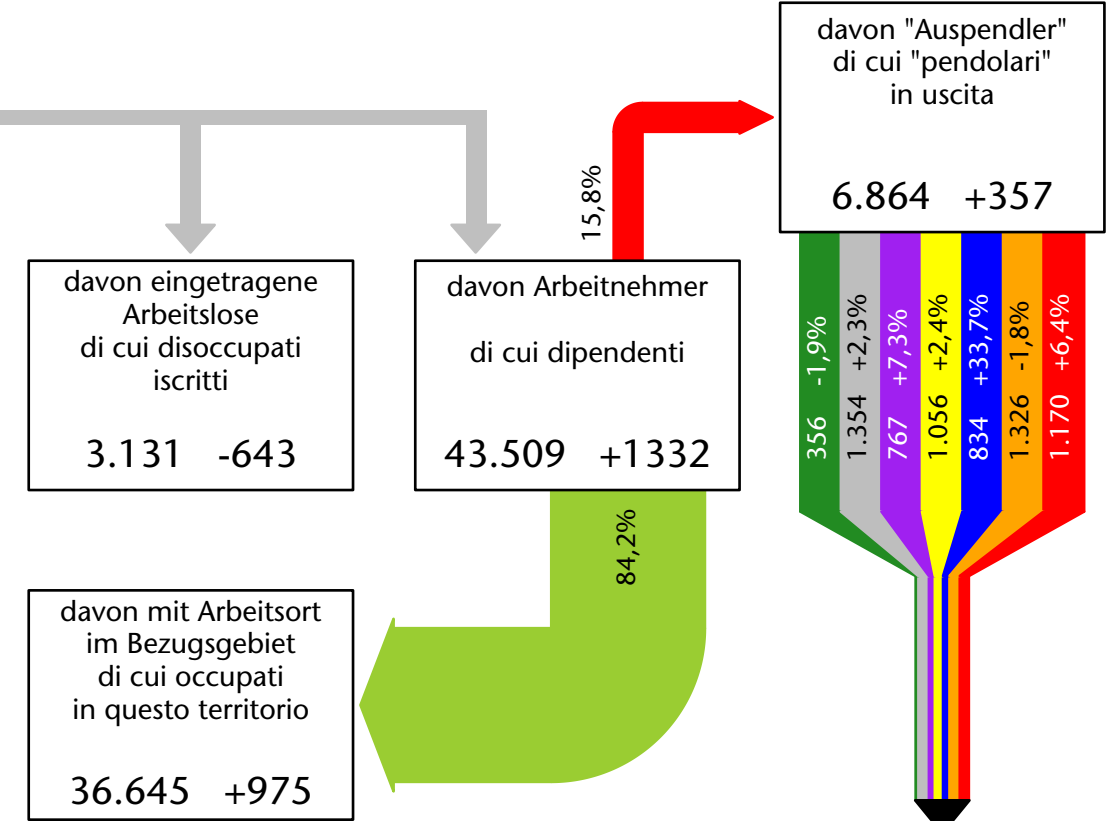 davon "Auspendler"
di cui "pendolari"
in uscita
6.864 +357
15,8%
davon eingetragene
Arbeitslose
di cui disoccupati
iscritti
3.131 -643
davon Arbeitnehmer
di cui dipendenti
43.509 +1332
356 -1,9%
1.354 +2,3%
767 +7,3%
1.056 +2,4%
834 +33,7%
1.326 -1,8%
1.170 +6,4%
84,2%
davon mit Arbeitsort
im Bezugsgebiet
di cui occupati
in questo territorio
36.645 +975